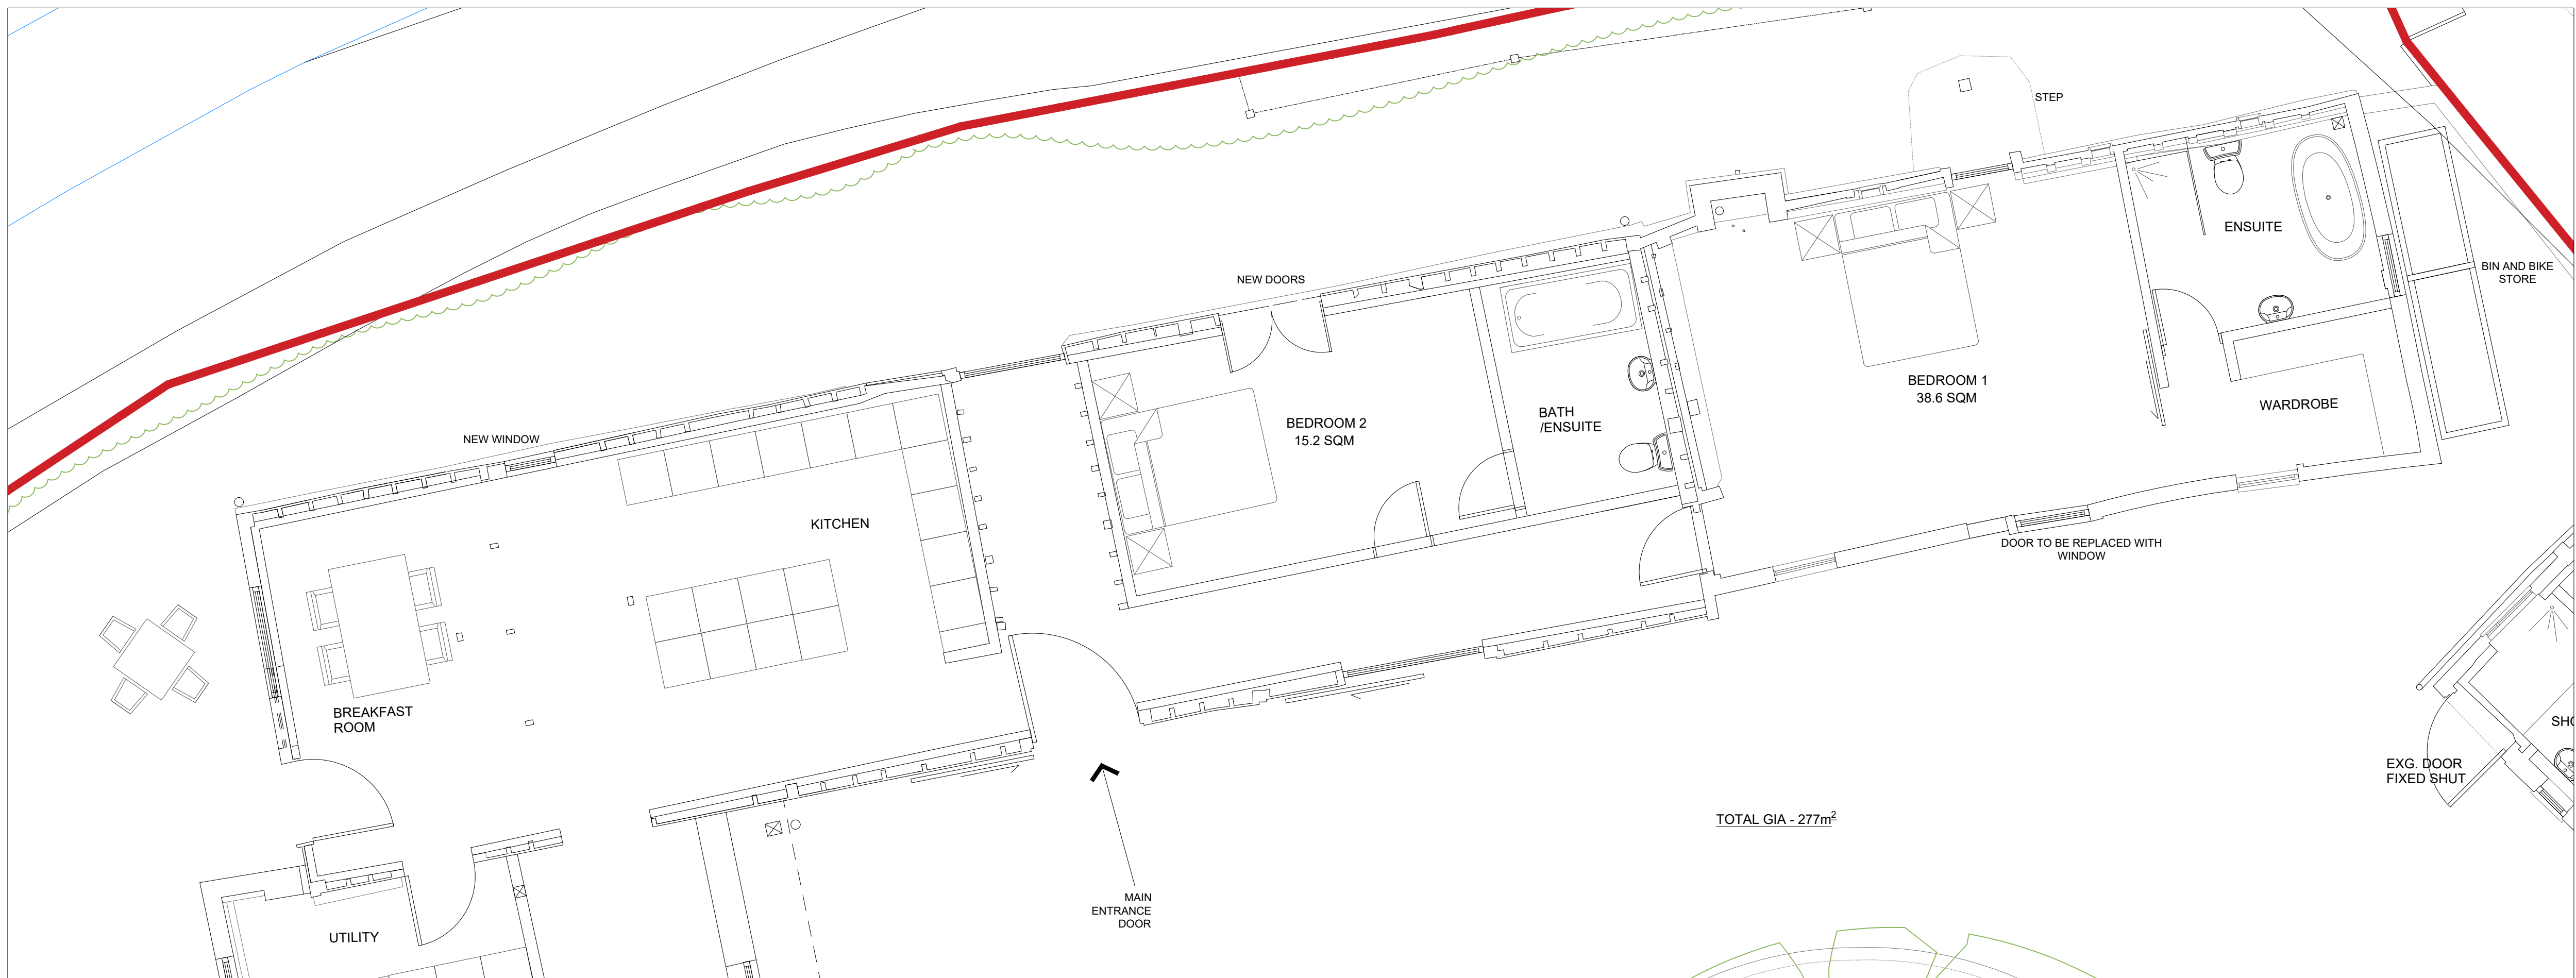 STEP
ENSUITE
BIN AND BIKE
STORE
NEW DOORS
BEDROOM 1
38.6 SQM
WARDROBE
BEDROOM 2
15.2 SQM
BATH
/ENSUITE
NEW WINDOW
KITCHEN
DOOR TO BE REPLACED WITH
WINDOW
BREAKFAST
ROOM
EXG. DOOR
FIXED SHUT
TOTAL GIA - 277m²
MAIN
ENTRANCE
DOOR
UTILITY